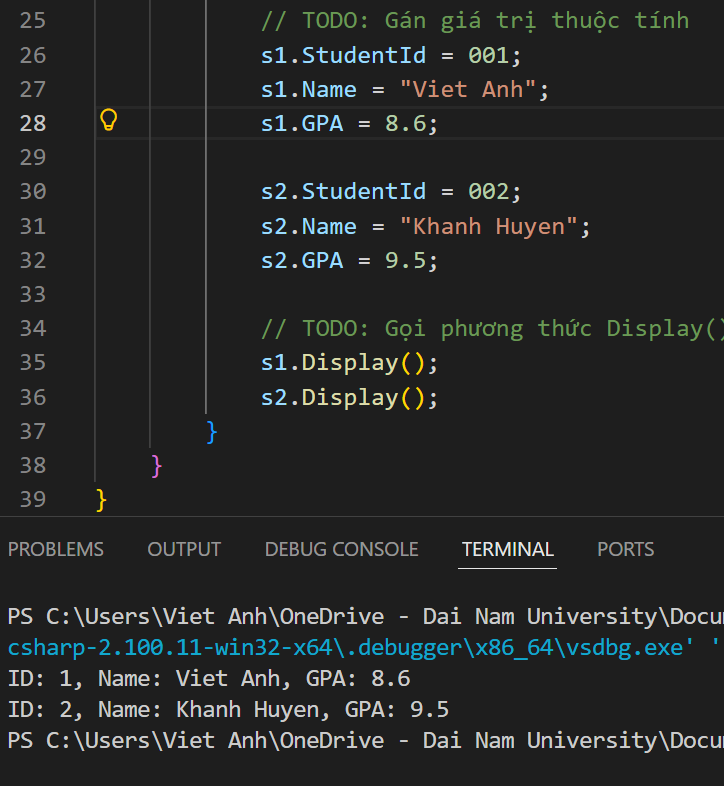 25 // TODO: Gán giá trị thuộc tính
26 s1.StudentId = 001;
27 s1.Name = "Viet Anh";
28 s1.GPA = 8.6;
29
30 s2.StudentId = 002;
31 s2.Name = "Khanh Huyen";
32 s2.GPA = 9.5;
33
34 // TODO: Gọi phương thức Display()
35 s1.Display();
36 s2.Display();
37 }
38 }
39 }
PROBLEMS OUTPUT DEBUG CONSOLE TERMINAL PORTS
PS C:\Users\Viet Anh\OneDrive - Dai Nam University\Docu
csharp-2.100.11-win32-x64\.debugger\x86_64\vsdbg.exe' '
ID: 1, Name: Viet Anh, GPA: 8.6
ID: 2, Name: Khanh Huyen, GPA: 9.5
PS C:\Users\Viet Anh\OneDrive - Dai Nam University\Docu